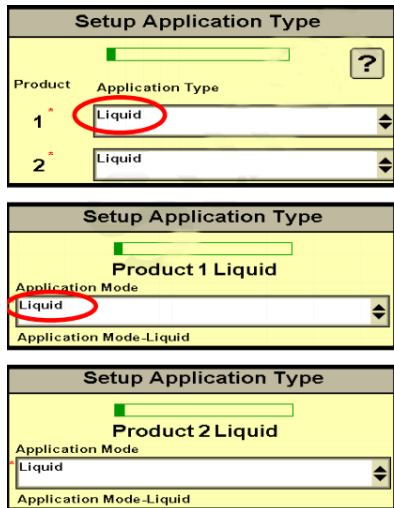 Setup Application Type
?
Product Application Type
1 * Liquid
2 * Liquid
Setup Application Type
Product 1 Liquid
Application Mode
Liquid
Application Mode-Liquid
Setup Application Type
Product 2 Liquid
Application Mode
* Liquid
Application Mode-Liquid